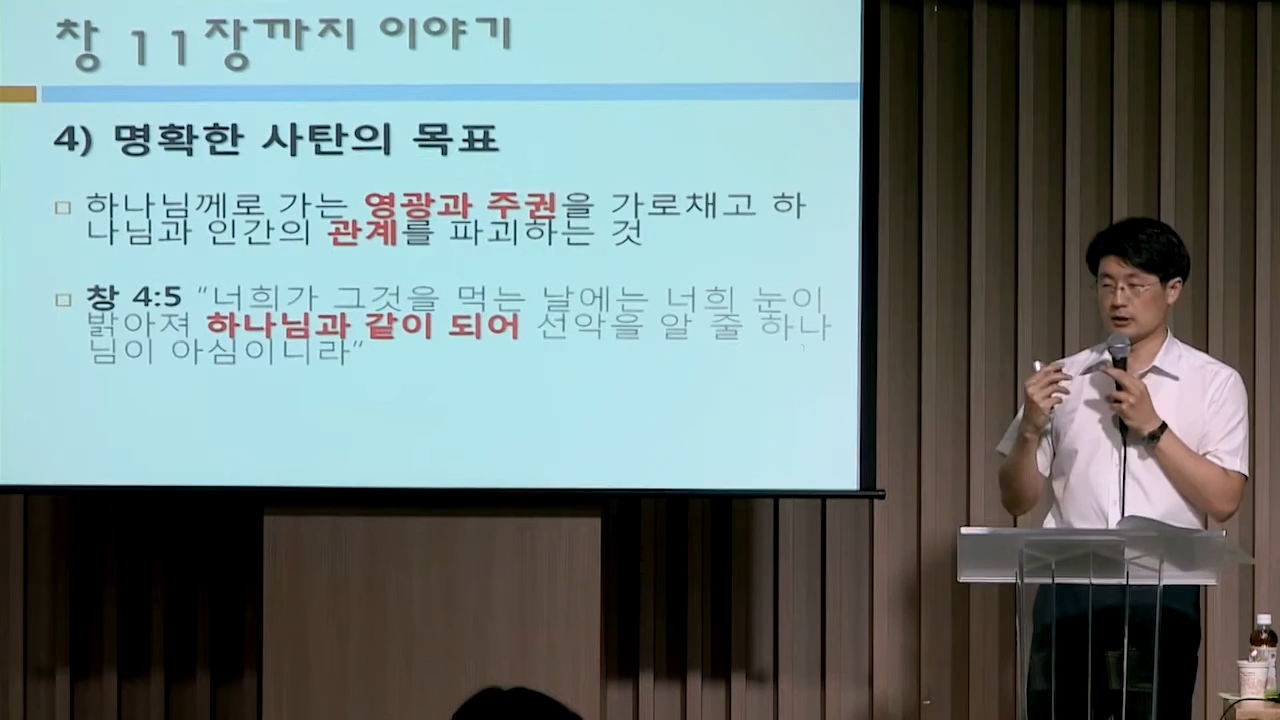 창 11장까지 이야기
4) 명확한 사탄의 목표
하나님께로 가는 영광과 주권을 가로채고 하
나님과 인간의 관계를 파괴하는 것
창 4:5 “너희가 그것을 먹는 날에는 너희 눈이
밝아져 하나님과 같이 되어 선악을 알 줄 하나
님이 아심이니라”